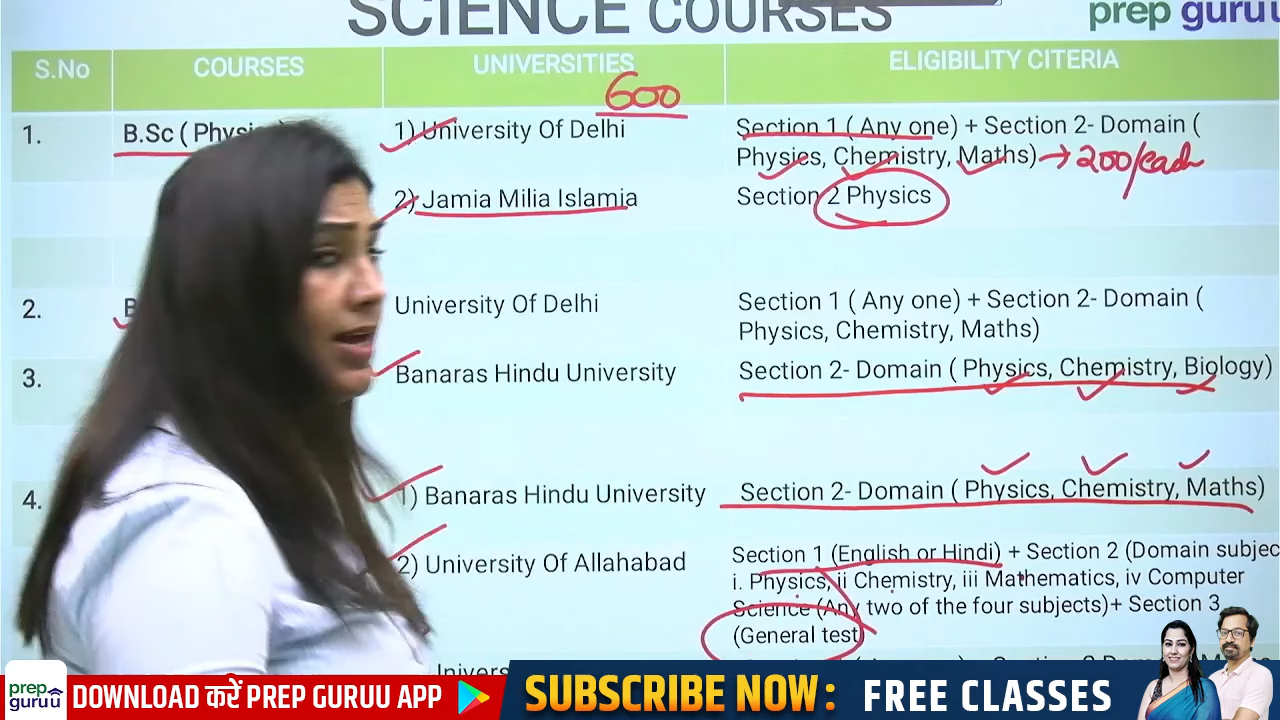 SCIENCE COURSES
prep guruu
S.No COURSES UNIVERSITIES ELIGIBILITY CITERIA
600
1. B.Sc ( Physi 1) University Of Delhi Section 1 ( Any one) + Section 2- Domain (
Physics, Chemistry, Maths) → 200/each
2) Jamia Milia Islamia Section 2 Physics
2. B University Of Delhi Section 1 ( Any one) + Section 2- Domain (
Physics, Chemistry, Maths)
3. Banaras Hindu University Section 2- Domain ( Physics, Chemistry, Biology)
4. 1) Banaras Hindu University Section 2- Domain ( Physics, Chemistry, Maths)
2) University Of Allahabad Section 1 (English or Hindi) + Section 2 (Domain subjec
i. Physics, ii Chemistry, iii Mathematics, iv Computer
Science (Any two of the four subjects)+ Section 3
(General test)
prep guruu DOWNLOAD करें PREP GURUU APP SUBSCRIBE NOW : FREE CLASSES